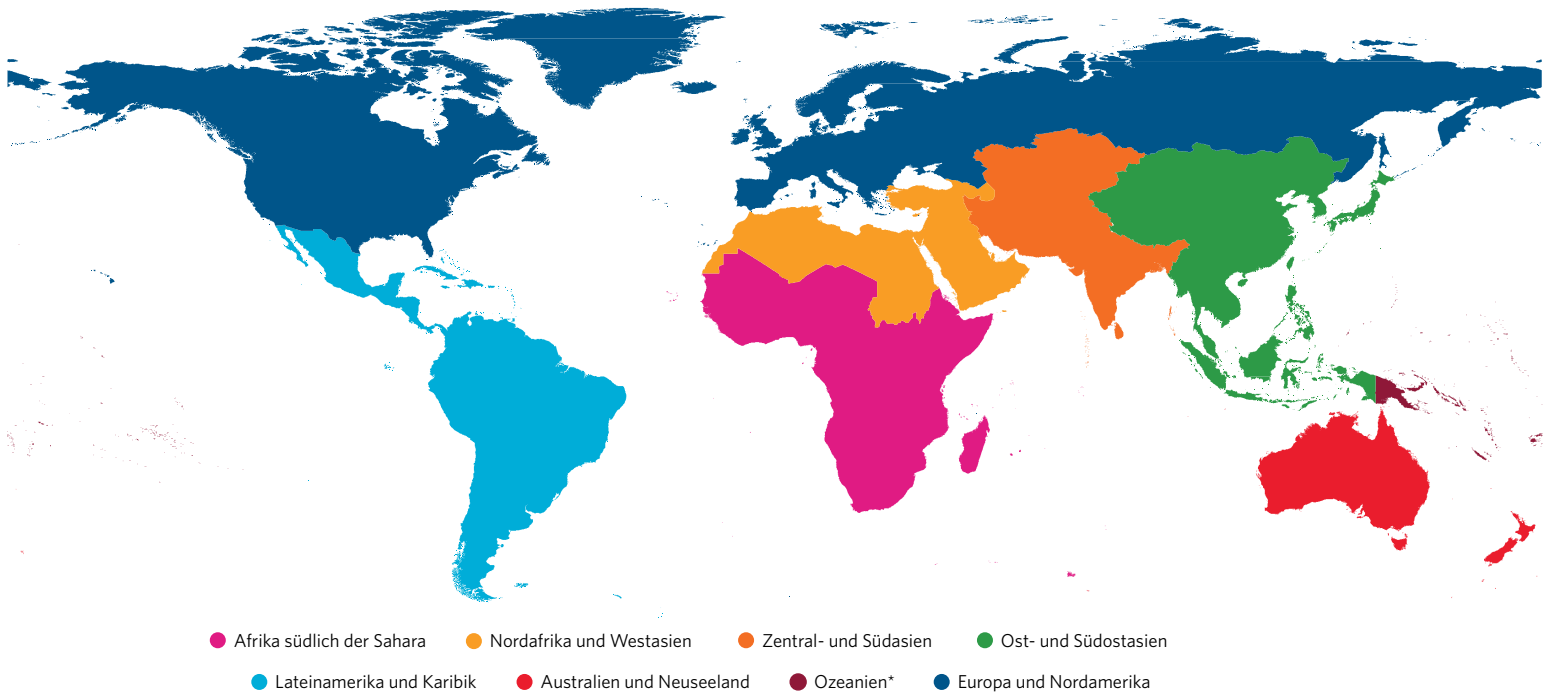 Afrika südlich der Sahara Nordafrika und Westasien Zentral- und Südasien Ost- und Südostasien
Lateinamerika und Karibik Australien und Neuseeland Ozeanien* Europa und Nordamerika